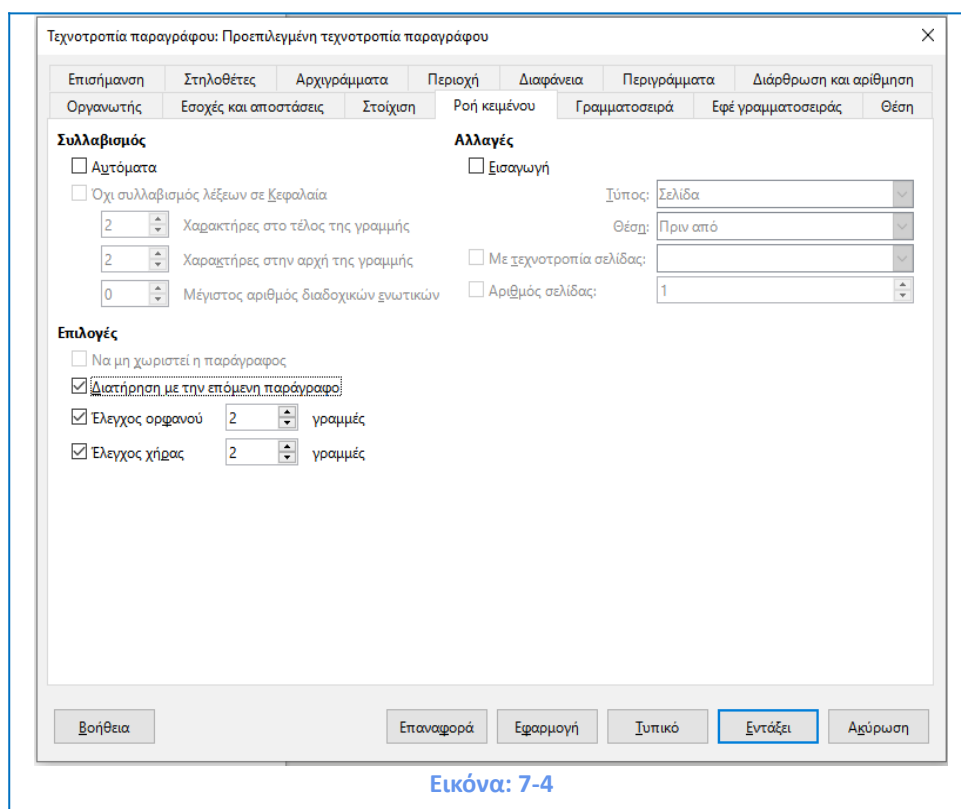 Τεχνοτροπία παραγράφου: Προεπιλεγμένη τεχνοτροπία παραγράφου
Επισήμανση Στηλοθέτες Αρχιγράμματα Περιοχή Διαφάνεια Περιγράμματα Διάρθρωση και αρίθμηση
Οργανωτής Εσοχές και αποστάσεις Στοίχιση Ροή κειμένου Γραμματοσειρά Εφέ γραμματοσειράς Θέση
Συλλαβισμός
Αυτόματα
Όχι συλλαβισμός λέξεων σε Κεφαλαία
2 Χαρακτήρες στο τέλος της γραμμής
2 Χαρακτήρες στην αρχή της γραμμής
0 Μέγιστος αριθμός διαδοχικών ενωτικών
Αλλαγές
Εισαγωγή
Τύπος: Σελίδα
Θέση: Πριν από
Με τεχνοτροπία σελίδας:
Αριθμός σελίδας: 1
Επιλογές
Να μη χωριστεί η παράγραφος
Διατήρηση με την επόμενη παράγραφο
Έλεγχος ορφανού 2 γραμμές
Έλεγχος χήρας 2 γραμμές
Βοήθεια Επαναφορά Εφαρμογή Τυπικό Εντάξει Ακύρωση
Εικόνα: 7-4